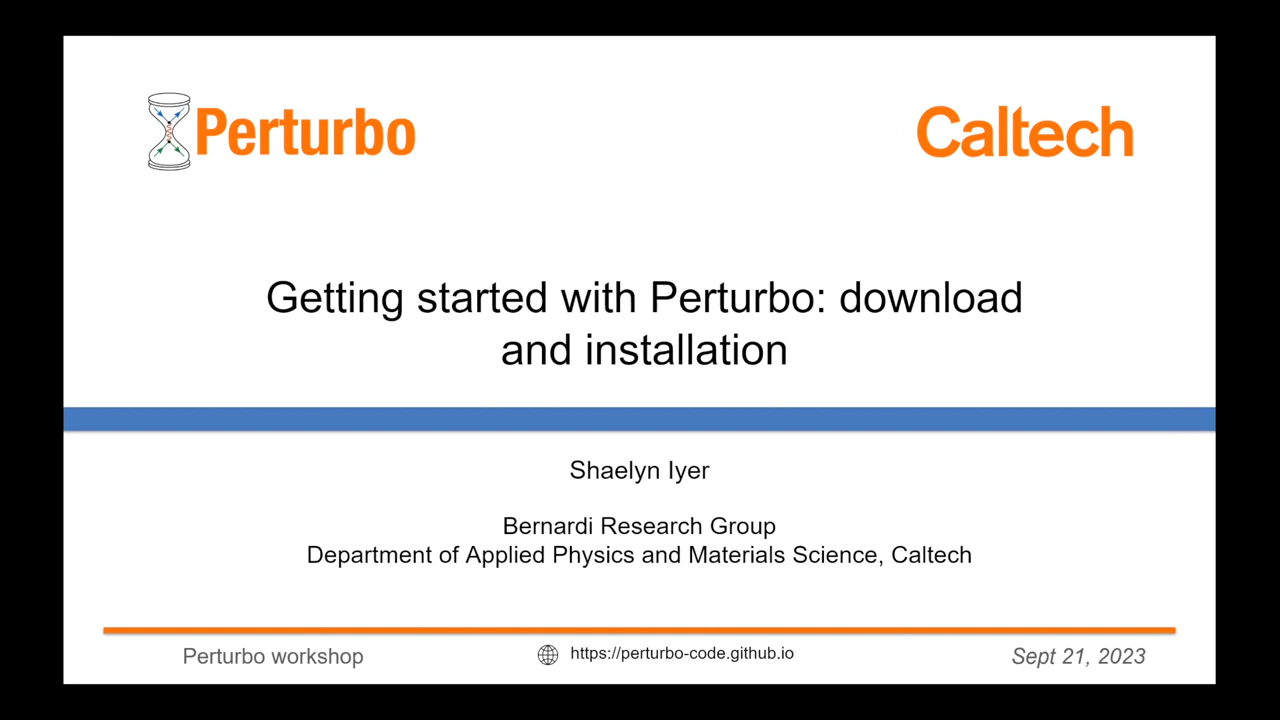 Perturbo
Caltech
Getting started with Perturbo: download
and installation
Shaelyn Iyer
Bernardi Research Group
Department of Applied Physics and Materials Science, Caltech
Perturbo workshop
https://perturbo-code.github.io
Sept 21, 2023